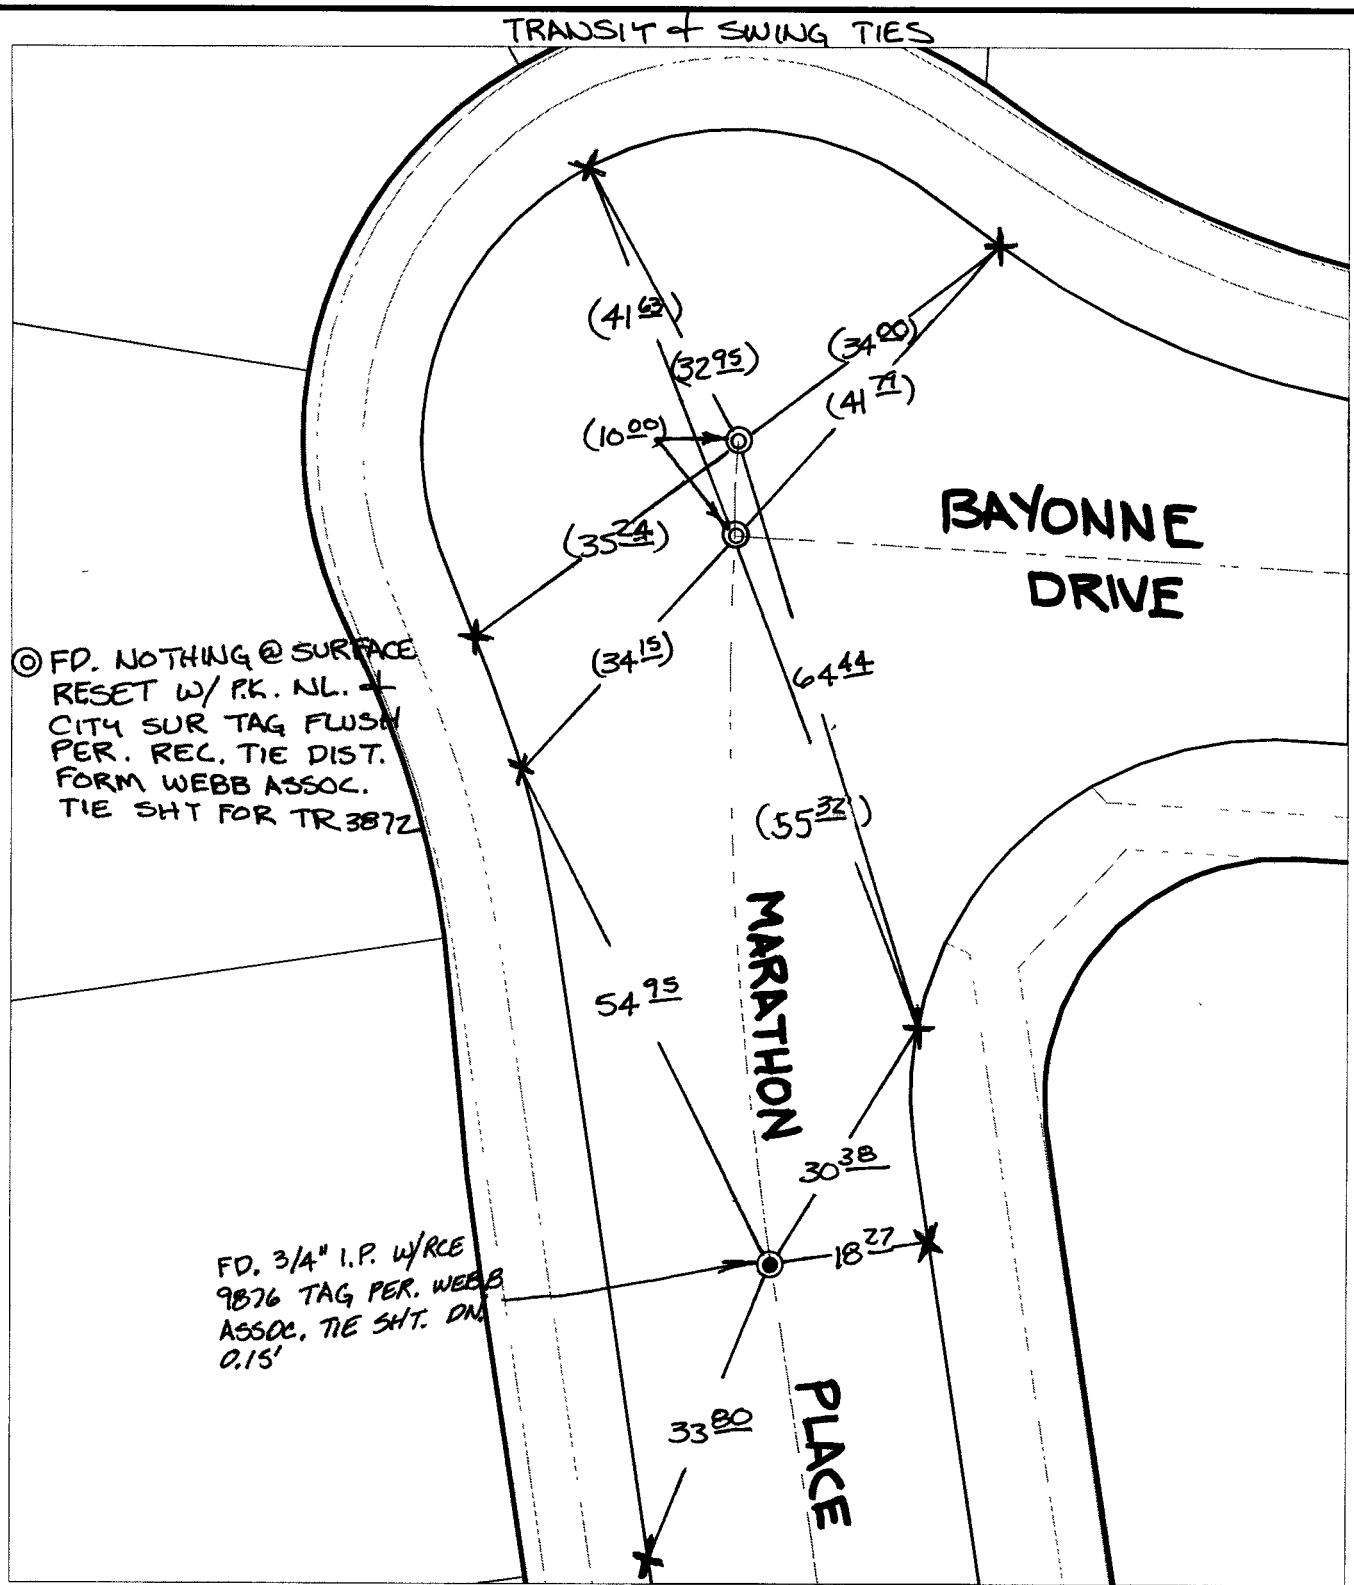 TRANSIT & SWING TIES
(41 63)
(32 95)
(34 00)
(41 79)
(10 00)
BAYONNE
DRIVE
(35 24)
(34 15)
64 44
FD. NOTHING @ SURFACE
RESET W/ P.K. NL. &
CITY SUR TAG FLUSH
PER. REC. TIE DIST.
FORM WEBB ASSOC.
TIE SHT FOR TR 3872
(55 32)
MARATHON
54 95
30 38
18 27
FD. 3/4" I.P. W/RCE
9876 TAG PER. WEBB
ASSOC. TIE SHT. DN.
0.15'
PLACE
33 80